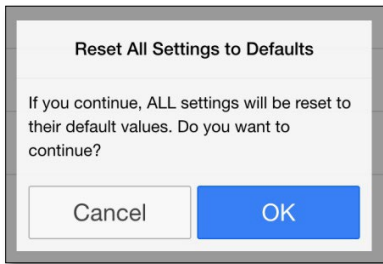 Reset All Settings to Defaults
If you continue, ALL settings will be reset to
their default values. Do you want to
continue?
Cancel
OK